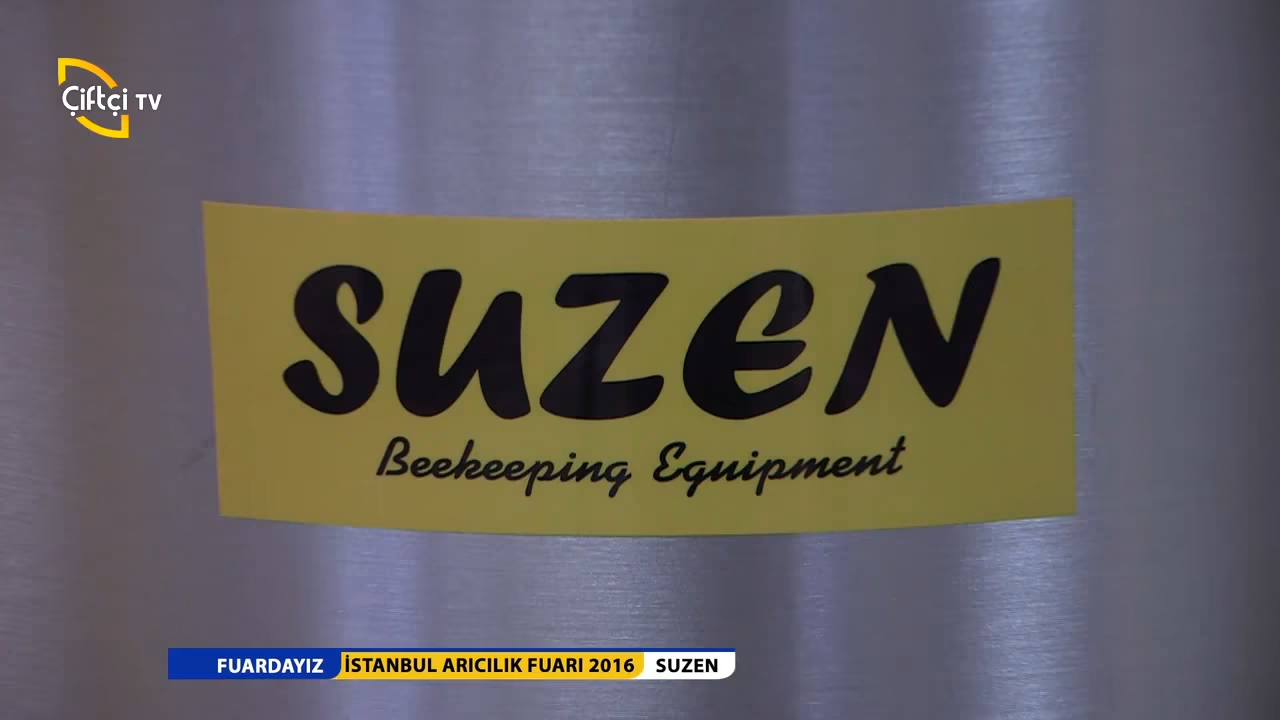 Çiftçi TV
SUZEN
Beekeeping Equipment
FUARDAYIZ İSTANBUL ARICILIK FUARI 2016 SUZEN